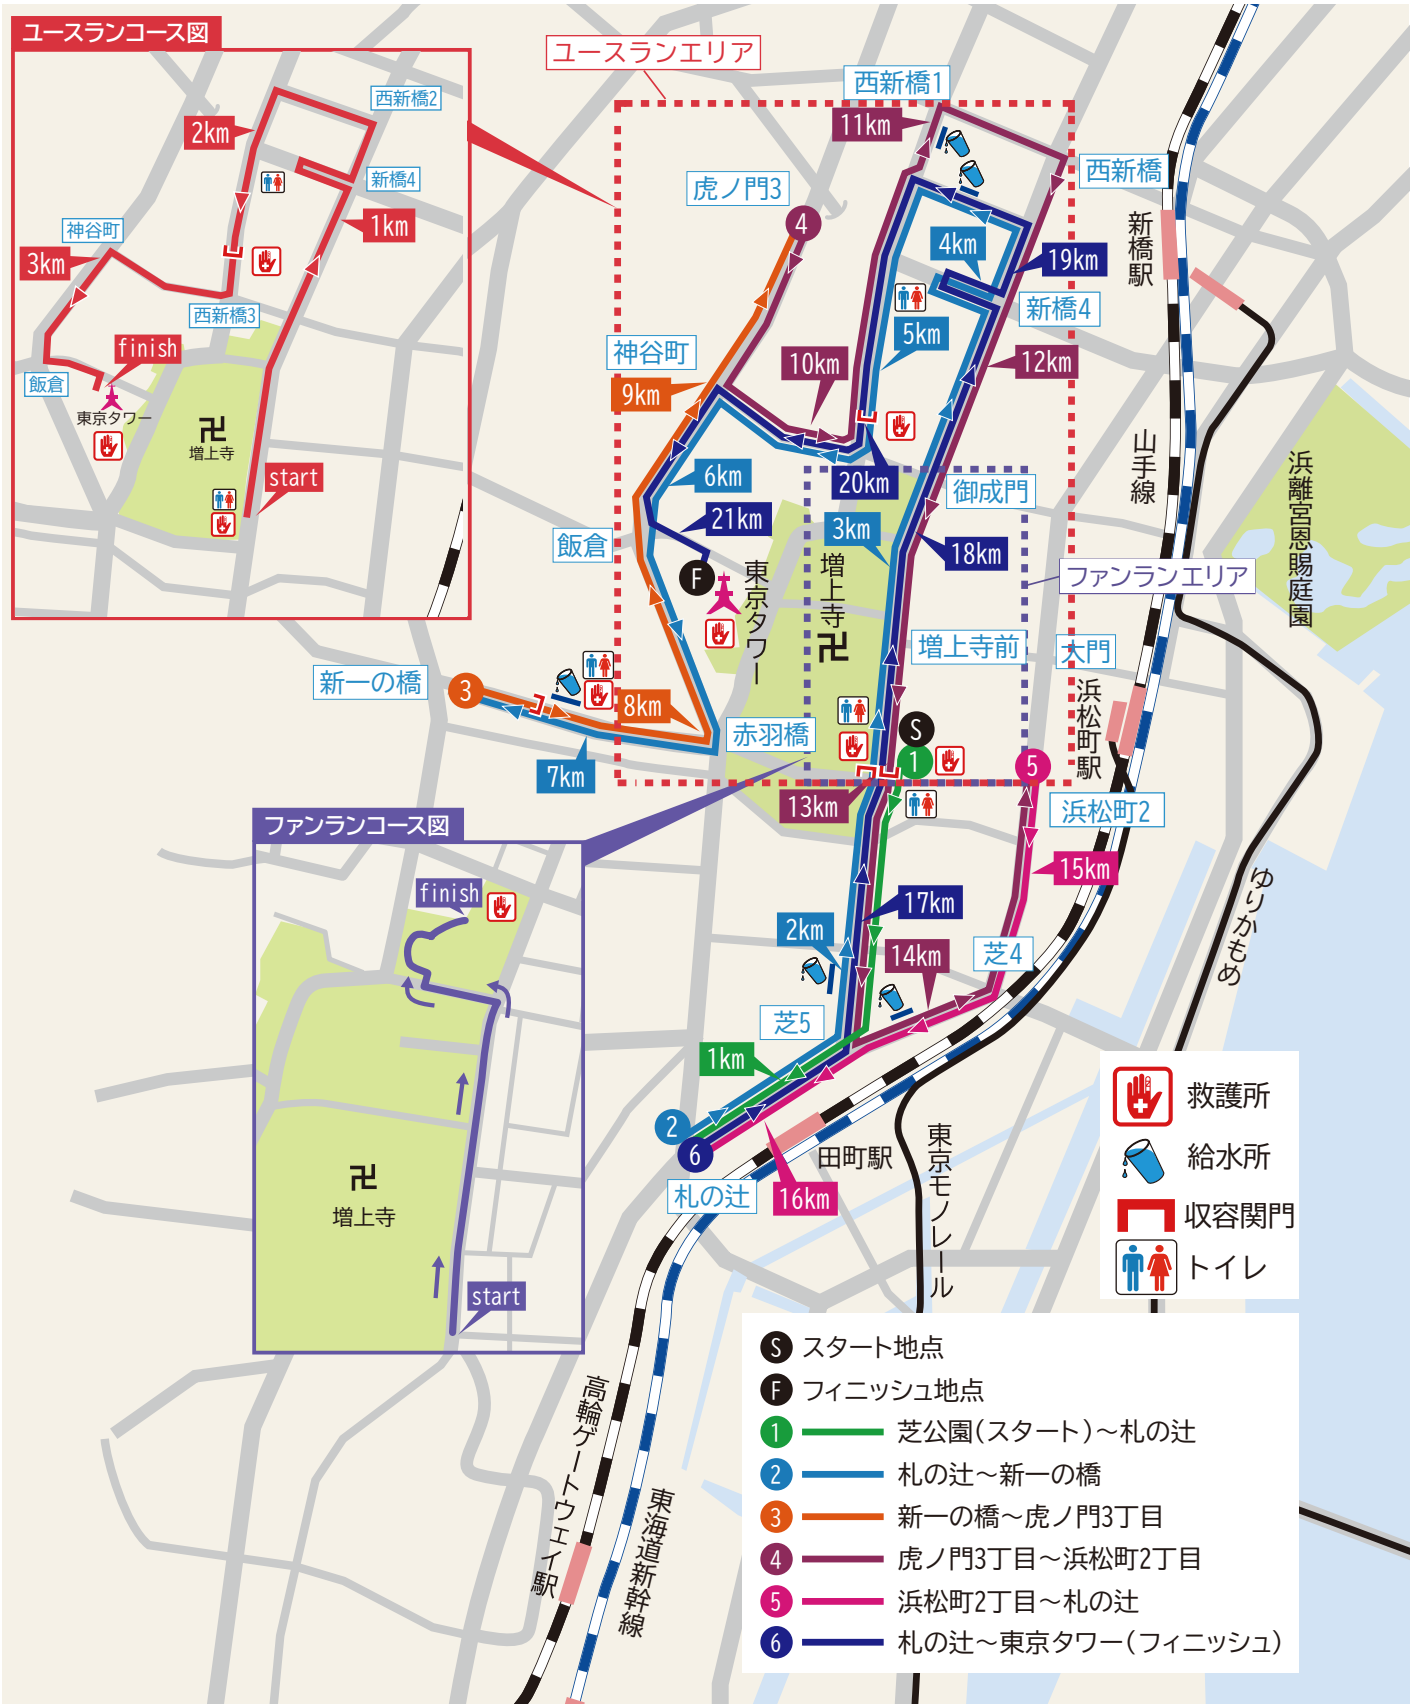 ユースランコース図
西新橋2
2km
新橋4
1km
神谷町
3km
西新橋3
finish
飯倉
東京タワー
卍
増上寺
start
ユースランエリア
西新橋1
11km
西新橋
虎ノ門3
4
新橋駅
4km
19km
新橋4
5km
神谷町
10km
12km
9km
山手線
浜離宮恩賜庭園
6km
20km
御成門
21km
3km
18km
飯倉
F
東京タワー
増上寺
卍
ファンランエリア
増上寺前
大門
新一の橋
3
8km
浜松町駅
赤羽橋
S
1
5
7km
13km
浜松町2
15km
ゆりかもめ
17km
2km
14km
芝4
芝5
1km
2
6
田町駅
札の辻
16km
東京モノレール
ファンランコース図
finish
卍
増上寺
start
高輪ゲートウェイ駅
東海道新幹線
救護所
給水所
収容関門
トイレ
S スタート地点
F フィニッシュ地点
1 芝公園(スタート)～札の辻
2 札の辻～新一の橋
3 新一の橋～虎ノ門3丁目
4 虎ノ門3丁目～浜松町2丁目
5 浜松町2丁目～札の辻
6 札の辻～東京タワー(フィニッシュ)